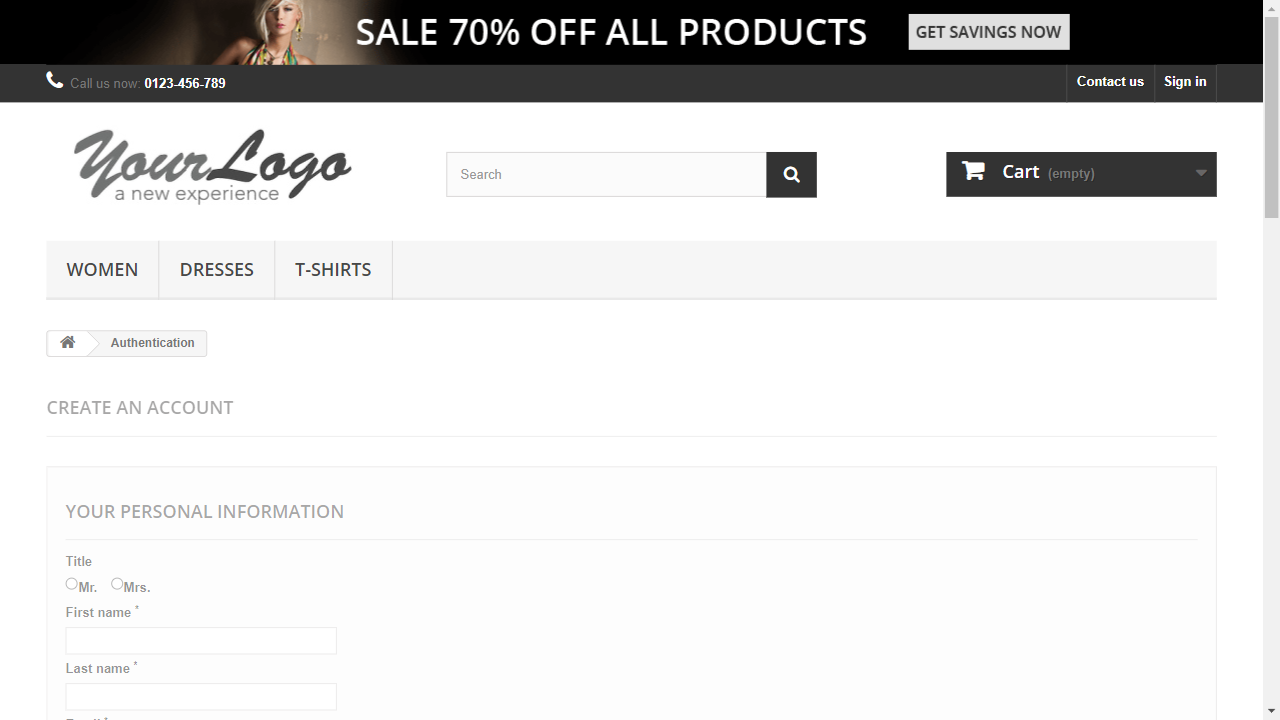 SALE 70% OFF ALL PRODUCTS GET SAVINGS NOW
Call us now: 0123-456-789 Contact us Sign in
YourLogo
a new experience
Search
Cart (empty)
WOMEN DRESSES T-SHIRTS
Authentication
CREATE AN ACCOUNT
YOUR PERSONAL INFORMATION
Title
Mr. Mrs.
First name *
Last name *